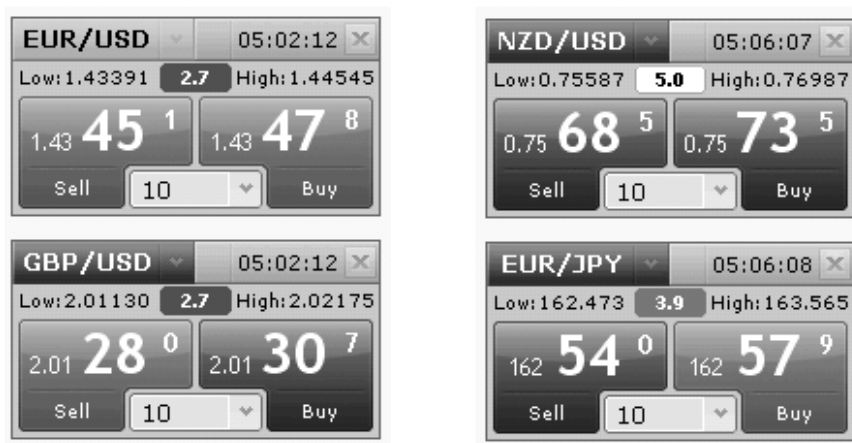 EUR/USD 05:02:12
Low:1.43391 2.7 High:1.44545
1.43 45 1 1.43 47 8
Sell 10 Buy
NZD/USD 05:06:07
Low:0.75587 5.0 High:0.76987
0.75 68 5 0.75 73 5
Sell 10 Buy
GBP/USD 05:02:12
Low:2.01130 2.7 High:2.02175
2.01 28 0 2.01 30 7
Sell 10 Buy
EUR/JPY 05:06:08
Low:162.473 3.9 High:163.565
162 54 0 162 57 9
Sell 10 Buy